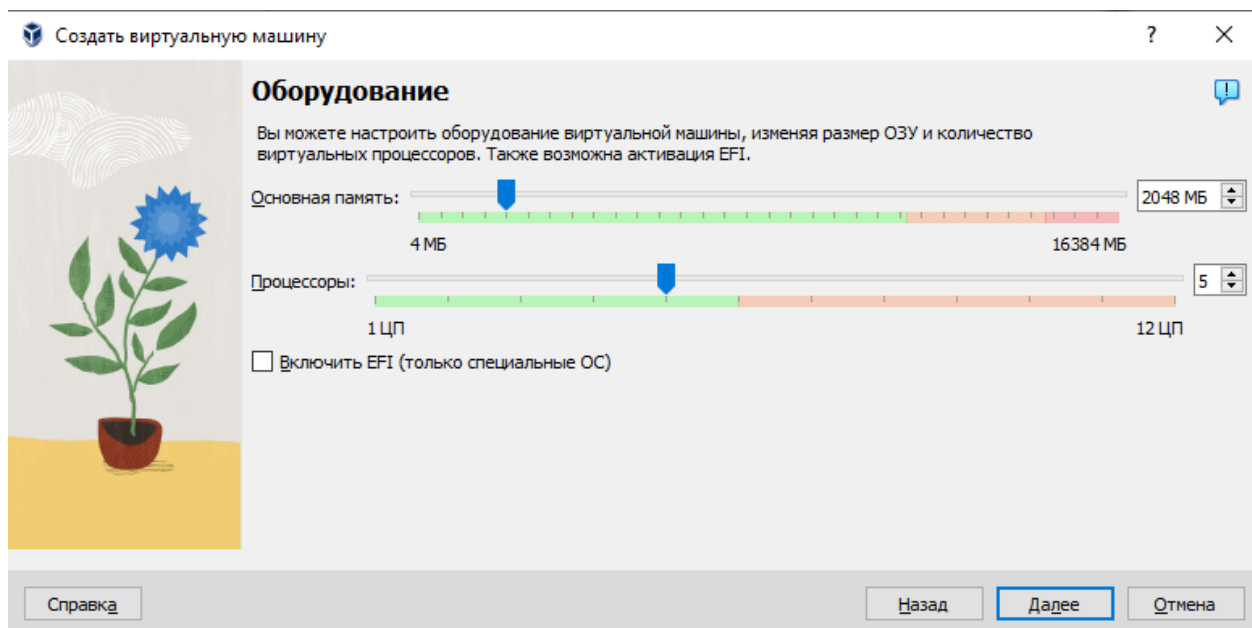 Создать виртуальную машину
Оборудование
Вы можете настроить оборудование виртуальной машины, изменяя размер ОЗУ и количество
виртуальных процессоров. Также возможна активация EFI.
Основная память:
2048 МБ
4 МБ
16384 МБ
Процессоры:
5
1 ЦП
12 ЦП
Включить EFI (только специальные ОС)
Справка
Назад
Далее
Отмена